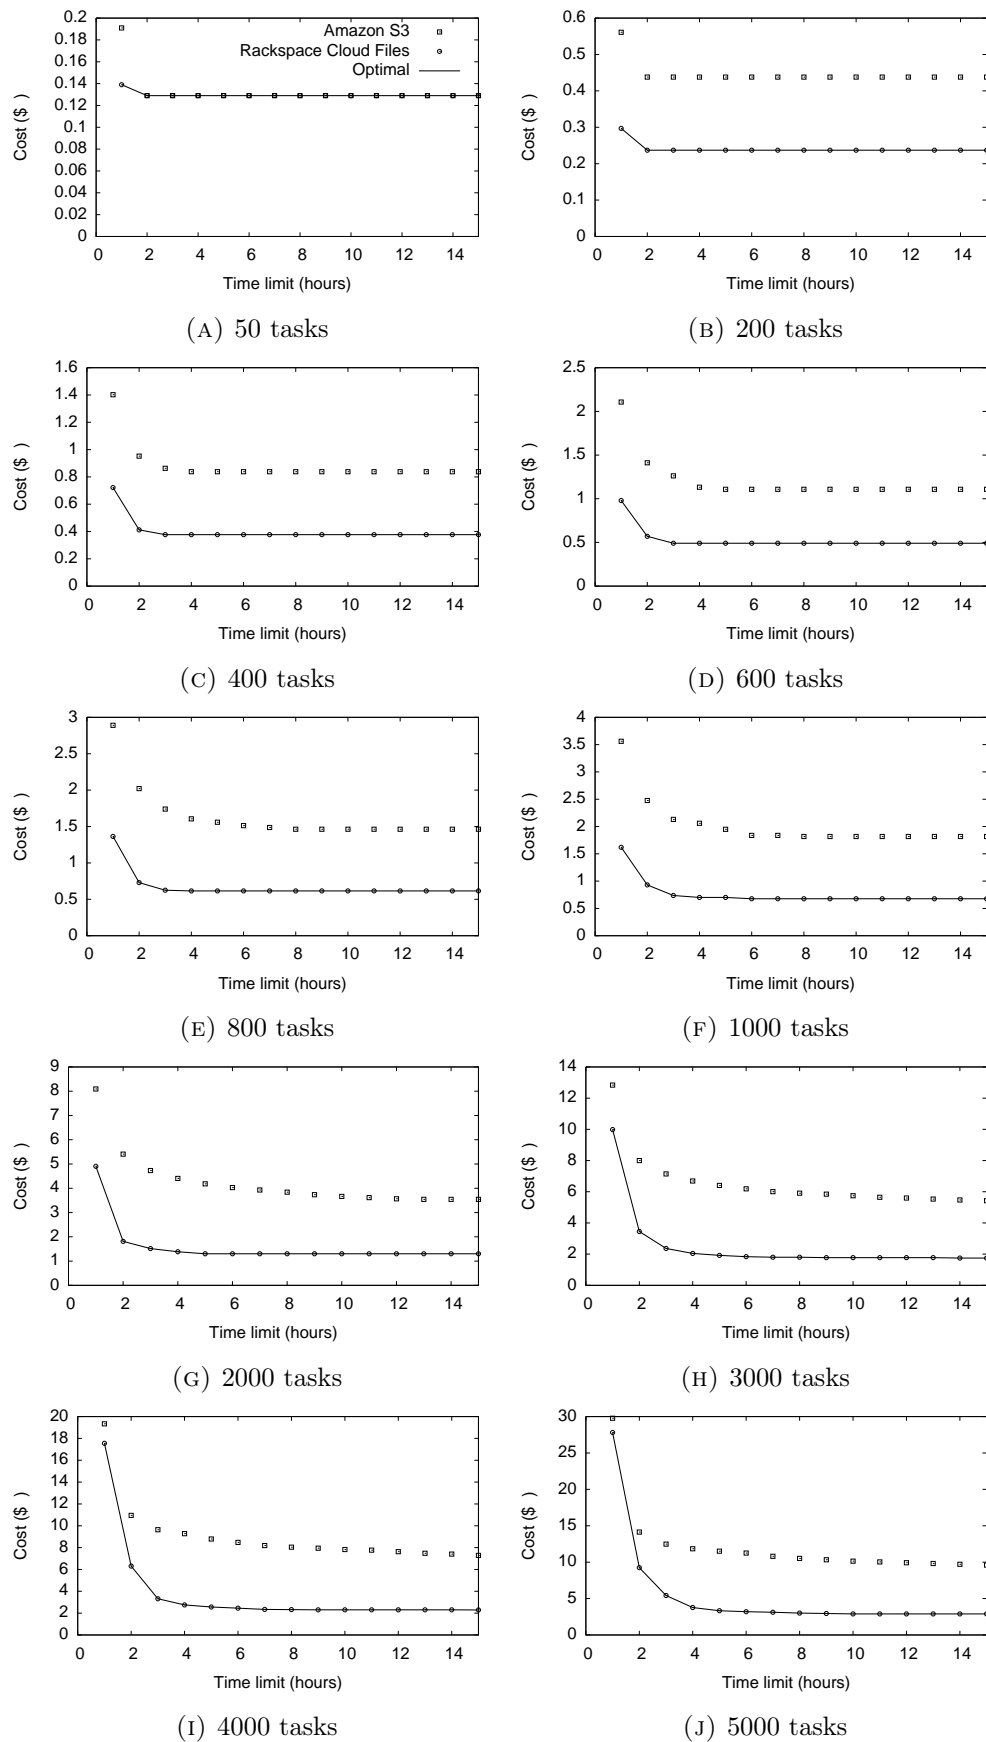 0.2
0.18
0.16
0.14
0.12
0.1
0.08
0.06
0.04
0.02
0
0 2 4 6 8 10 12 14
Cost ($ )
Time limit (hours)
Amazon S3
Rackspace Cloud Files
Optimal
(A) 50 tasks
0.6
0.5
0.4
0.3
0.2
0.1
0
0 2 4 6 8 10 12 14
Cost ($ )
Time limit (hours)
(B) 200 tasks
1.6
1.4
1.2
1
0.8
0.6
0.4
0.2
0
0 2 4 6 8 10 12 14
Cost ($ )
Time limit (hours)
(C) 400 tasks
2.5
2
1.5
1
0.5
0
0 2 4 6 8 10 12 14
Cost ($ )
Time limit (hours)
(D) 600 tasks
3
2.5
2
1.5
1
0.5
0
0 2 4 6 8 10 12 14
Cost ($ )
Time limit (hours)
(E) 800 tasks
4
3.5
3
2.5
2
1.5
1
0.5
0
0 2 4 6 8 10 12 14
Cost ($ )
Time limit (hours)
(F) 1000 tasks
9
8
7
6
5
4
3
2
1
0
0 2 4 6 8 10 12 14
Cost ($ )
Time limit (hours)
(G) 2000 tasks
14
12
10
8
6
4
2
0
0 2 4 6 8 10 12 14
Cost ($ )
Time limit (hours)
(H) 3000 tasks
20
18
16
14
12
10
8
6
4
2
0
0 2 4 6 8 10 12 14
Cost ($ )
Time limit (hours)
(I) 4000 tasks
30
25
20
15
10
5
0
0 2 4 6 8 10 12 14
Cost ($ )
Time limit (hours)
(J) 5000 tasks